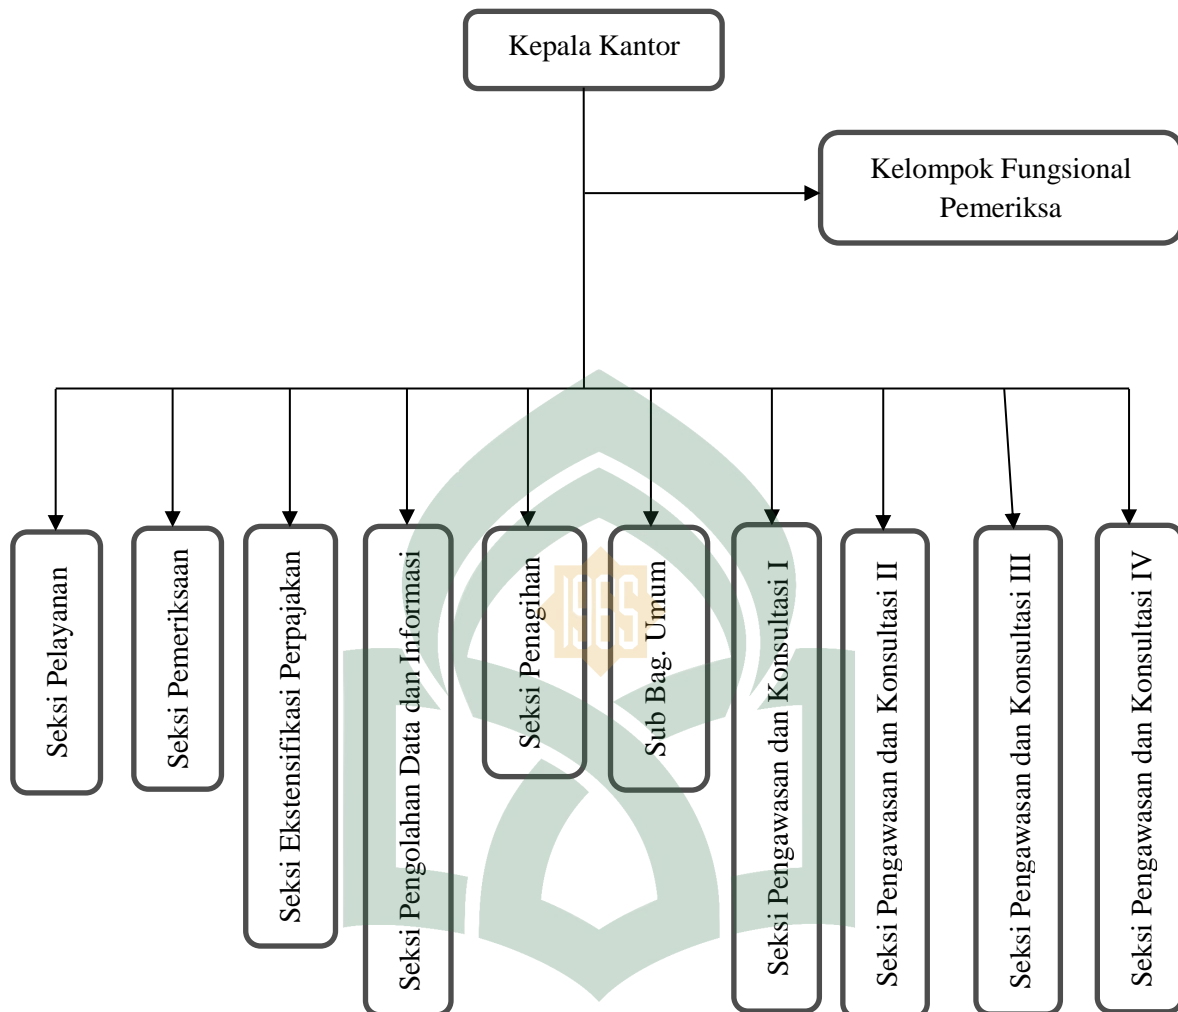 Kepala Kantor
Kelompok Fungsional
Pemeriksa
Seksi Pelayanan
Seksi Pemeriksaan
Seksi Ekstensifikasi Perpajakan
Seksi Pengolahan Data dan Informasi
Seksi Penagihan
Sub Bag. Umum
Seksi Pengawasan dan Konsultasi I
Seksi Pengawasan dan Konsultasi II
Seksi Pengawasan dan Konsultasi III
Seksi Pengawasan dan Konsultasi IV
1965